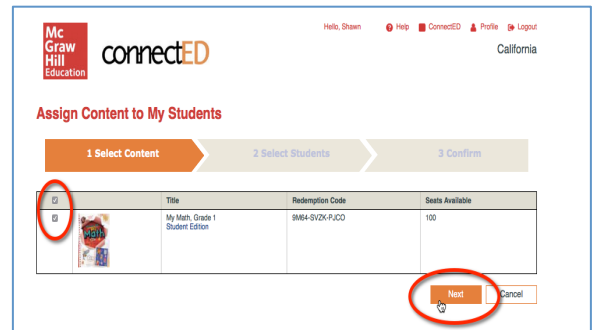 Mc
Graw
Hill
Education
connectED
Hello, Shawn Help ConnectED Profile Logout
California
Assign Content to My Students
1 Select Content 2 Select Students 3 Confirm
Title Redemption Code Seats Available
My Math, Grade 1 9M64-SVZK-PJCO 100
Student Edition
Math
Next Cancel